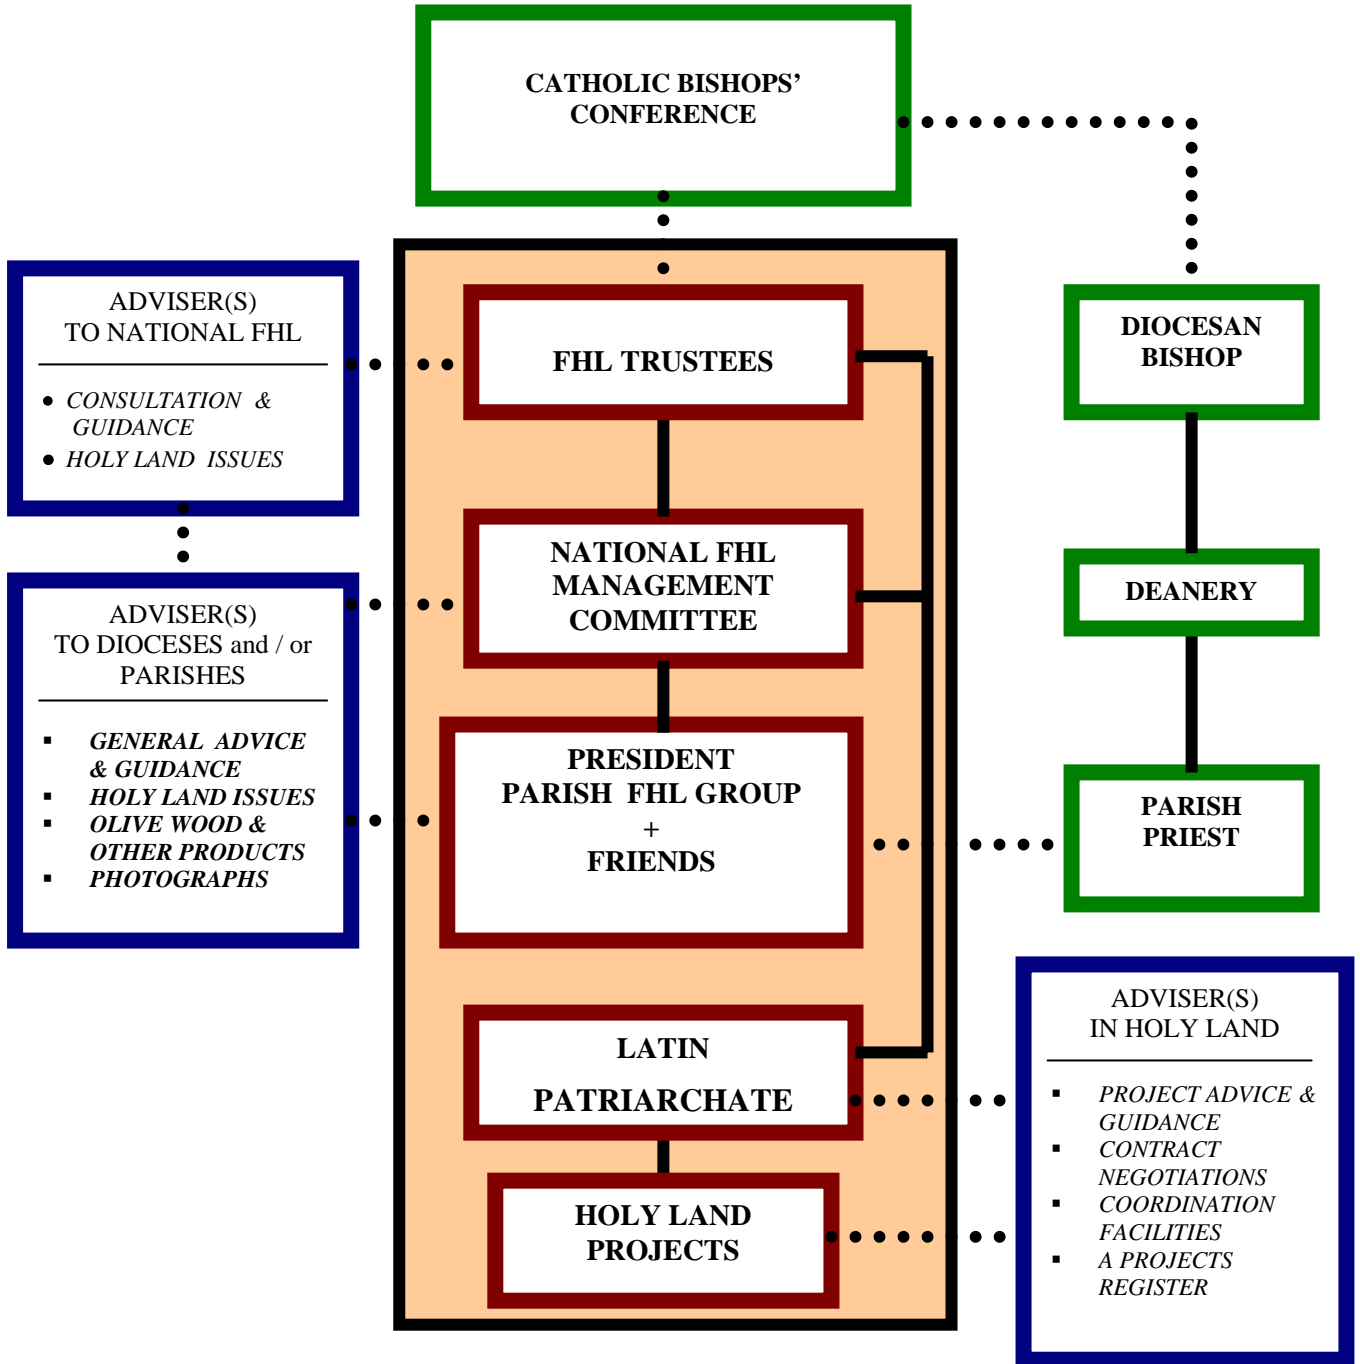 CATHOLIC BISHOPS'
CONFERENCE
ADVISER(S)
TO NATIONAL FHL
• CONSULTATION &
GUIDANCE
• HOLY LAND ISSUES
FHL TRUSTEES
DIOCESAN
BISHOP
NATIONAL FHL
MANAGEMENT
COMMITTEE
DEANERY
ADVISER(S)
TO DIOCESES and / or
PARISHES
▪ GENERAL ADVICE
& GUIDANCE
▪ HOLY LAND ISSUES
▪ OLIVE WOOD &
OTHER PRODUCTS
▪ PHOTOGRAPHS
PRESIDENT
PARISH FHL GROUP
+
FRIENDS
PARISH
PRIEST
LATIN
PATRIARCHATE
HOLY LAND
PROJECTS
ADVISER(S)
IN HOLY LAND
▪ PROJECT ADVICE &
GUIDANCE
▪ CONTRACT
NEGOTIATIONS
▪ COORDINATION
FACILITIES
▪ A PROJECTS
REGISTER